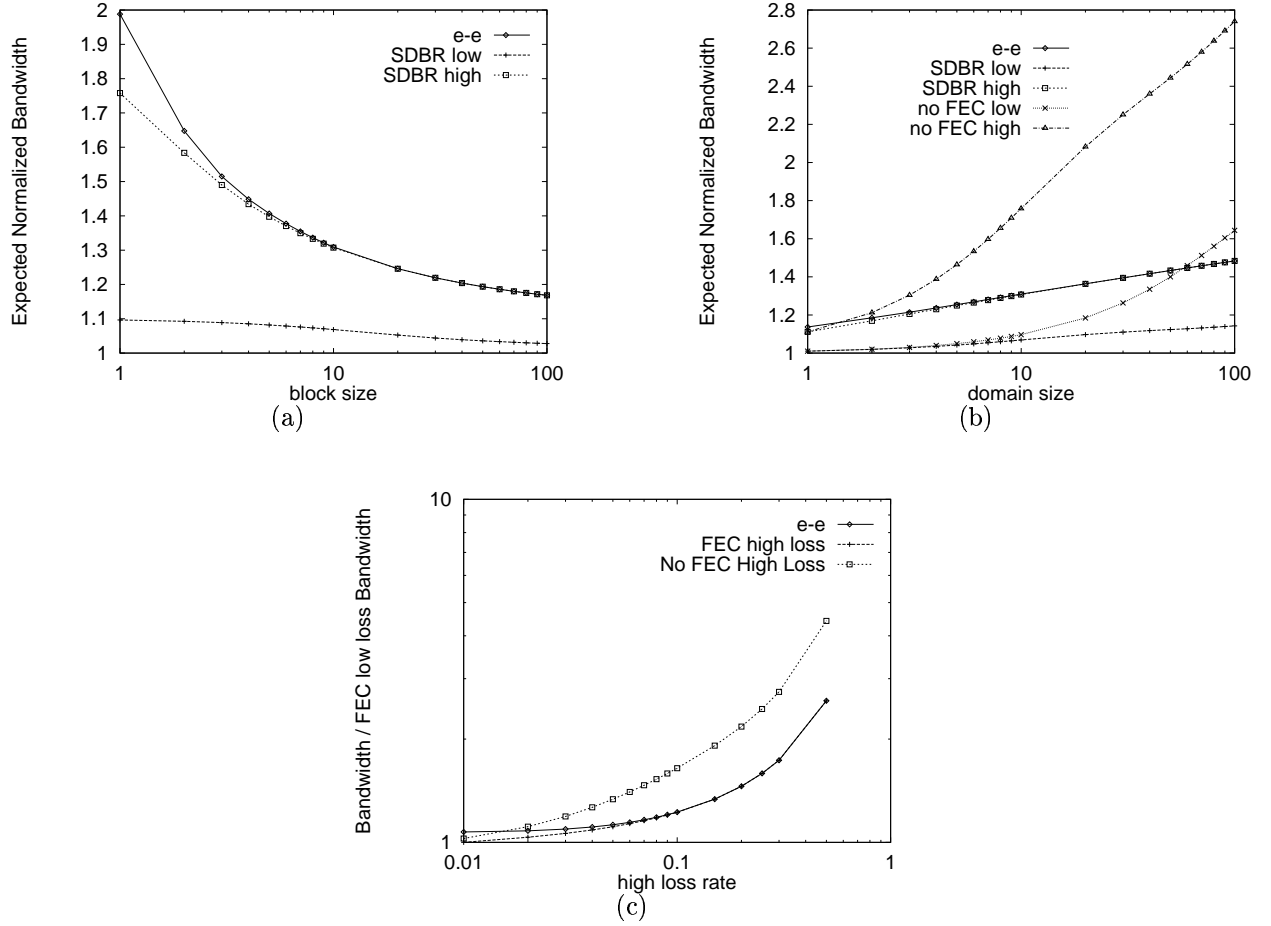 Expected Normalized Bandwidth
2
1.9
1.8
1.7
1.6
1.5
1.4
1.3
1.2
1.1
1
e-e
SDBR low
SDBR high
1
10
100
block size
(a)
Expected Normalized Bandwidth
2.8
2.6
2.4
2.2
2
1.8
1.6
1.4
1.2
1
e-e
SDBR low
SDBR high
no FEC low
no FEC high
1
10
100
domain size
(b)
Bandwidth / FEC low loss Bandwidth
10
1
e-e
FEC high loss
No FEC High Loss
0.01
0.1
1
high loss rate
(c)